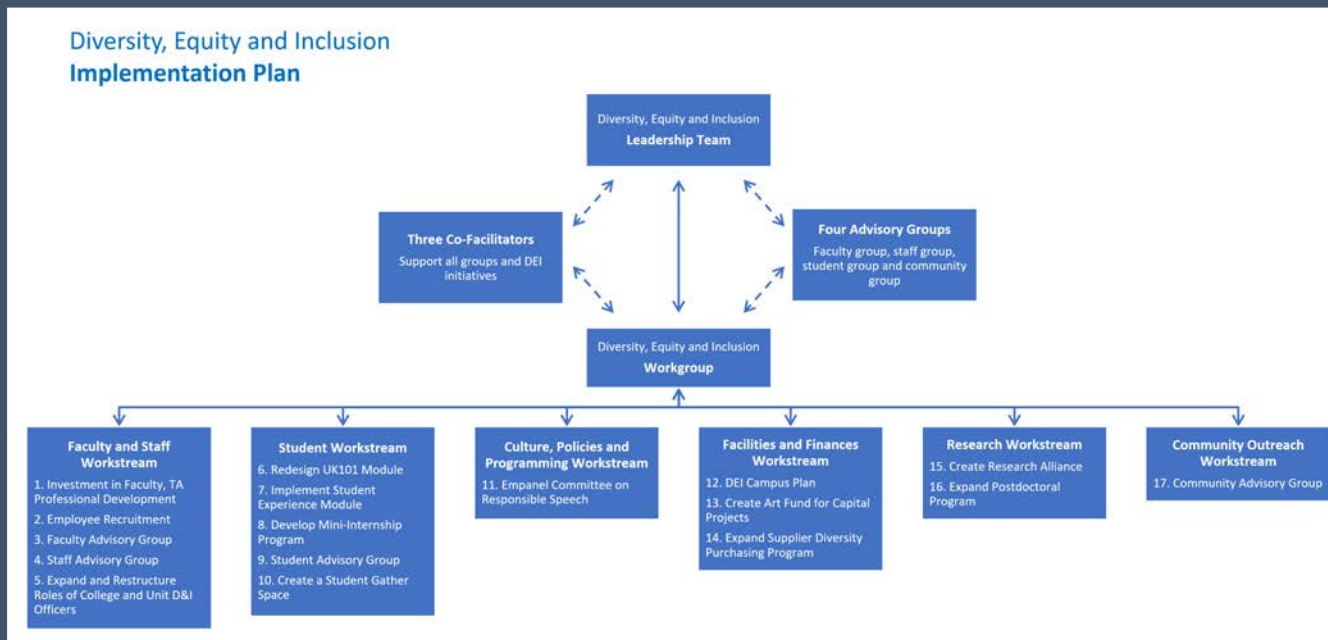 Diversity, Equity and Inclusion
Implementation Plan
Diversity, Equity and Inclusion
Leadership Team
Three Co-Facilitators
Support all groups and DEI
initiatives
Four Advisory Groups
Faculty group, staff group,
student group and community
group
Diversity, Equity and Inclusion
Workgroup
Faculty and Staff
Workstream
1. Investment in Faculty, TA
Professional Development
2. Employee Recruitment
3. Faculty Advisory Group
4. Staff Advisory Group
5. Expand and Restructure
Roles of College and Unit D&I
Officers
Student Workstream
6. Redesign UK101 Module
7. Implement Student
Experience Module
8. Develop Mini-Internship
Program
9. Student Advisory Group
10. Create a Student Gather
Space
Culture, Policies and
Programming Workstream
11. Empanel Committee on
Responsible Speech
Facilities and Finances
Workstream
12. DEI Campus Plan
13. Create Art Fund for Capital
Projects
14. Expand Supplier Diversity
Purchasing Program
Research Workstream
15. Create Research Alliance
16. Expand Postdoctoral
Program
Community Outreach
Workstream
17. Community Advisory Group